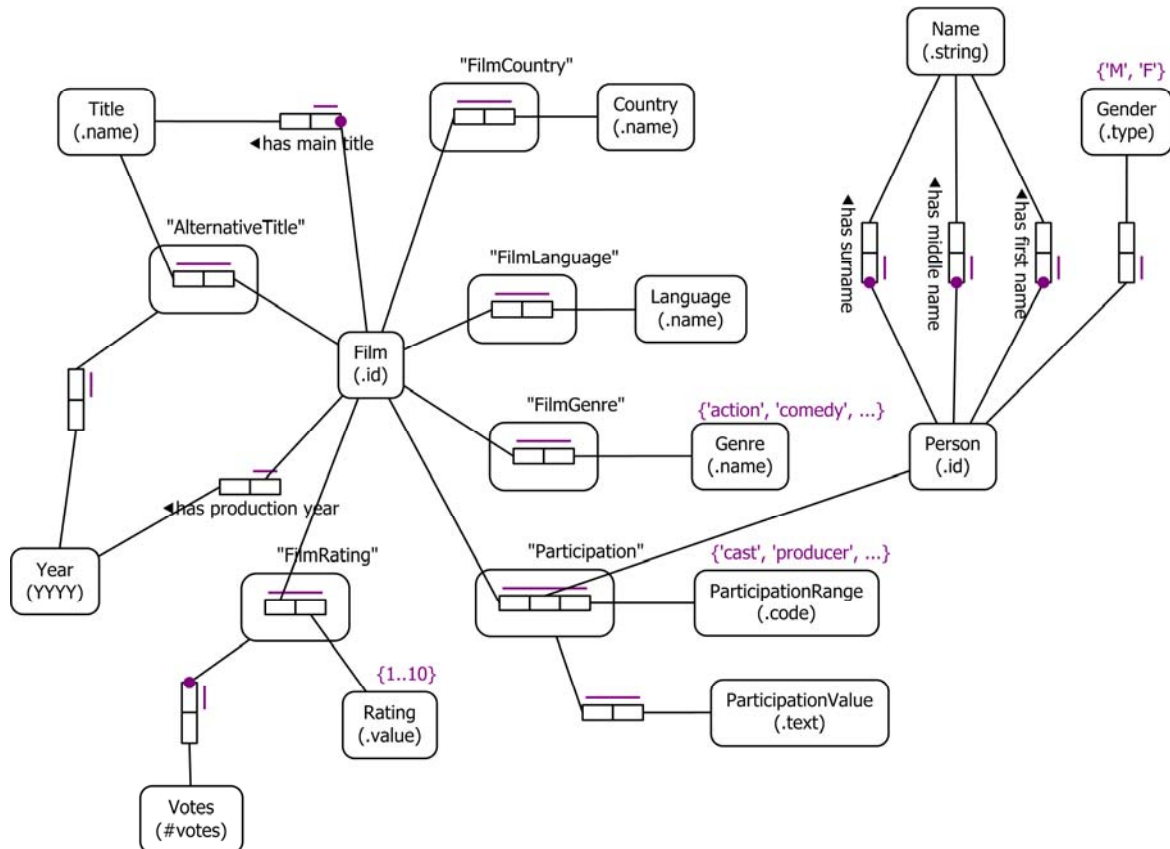 Name
(.string)
"FilmCountry"
{'M', 'F'}
Title
(.name)
Country
(.name)
Gender
(.type)
◄has main title
◄has surname
◄has middle name
◄has first name
"AlternativeTitle"
"FilmLanguage"
Language
(.name)
Film
(.id)
"FilmGenre"
{'action', 'comedy', ...}
Genre
(.name)
Person
(.id)
◄has production year
"FilmRating"
"Participation"
{'cast', 'producer', ...}
Year
(YYYY)
ParticipationRange
(.code)
{1..10}
Rating
(.value)
ParticipationValue
(.text)
Votes
(#votes)